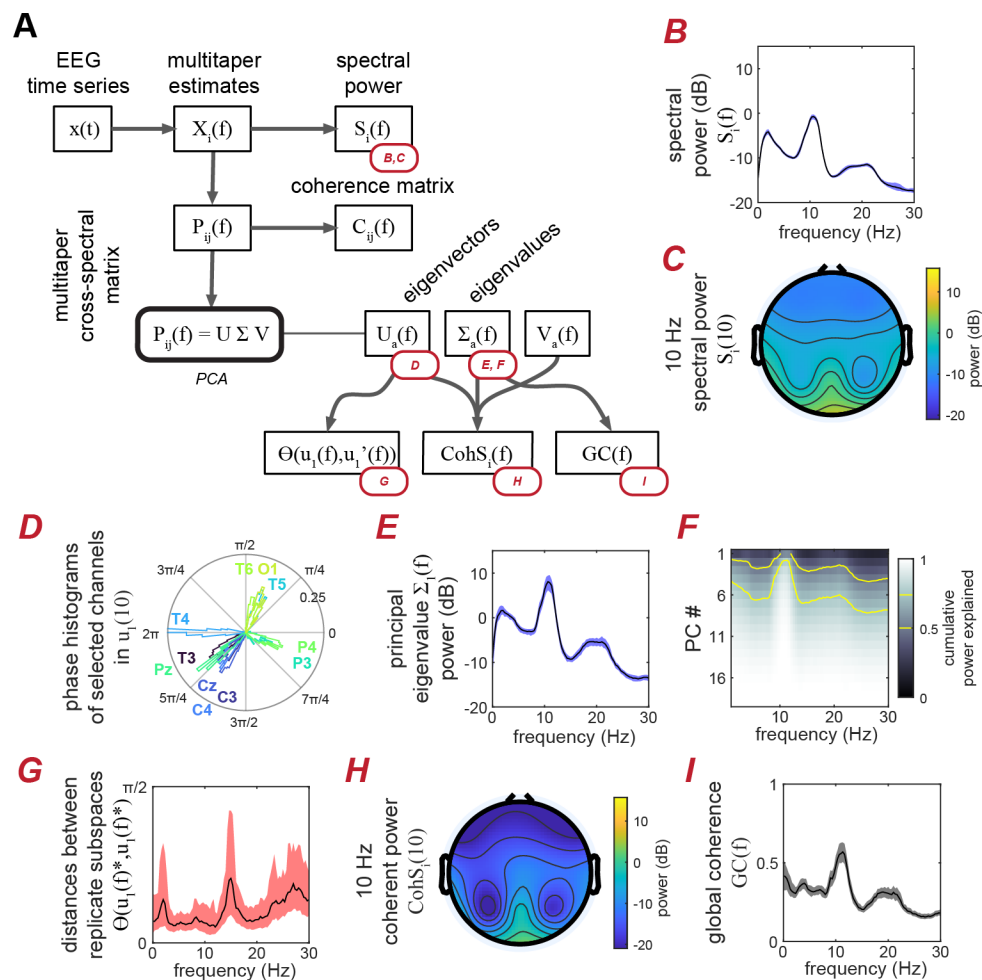 A
EEG
time series
multitaper
estimates
spectral
power
x(t)
X_i(f)
S_i(f)
B,C
coherence matrix
P_ij(f)
C_ij(f)
multitaper
cross-spectral
matrix
eigenvectors
eigenvalues
P_ij(f) = U Σ V
PCA
U_a(f)
Σ_a(f)
V_a(f)
D
E, F
Θ(u_1(f),u_1'(f))
CohS_i(f)
GC(f)
G
H
I
B
spectral
power (dB)
S_i(f)
10
0
-10
-20
0
10
20
30
frequency (Hz)
C
10 Hz
spectral power
S_i(10)
10
0
-10
-20
power (dB)
D
phase histograms
of selected channels
in u_1(10)
π/2
3π/4
π/4
T6 O1
T5
0.25
T4
2π
0
T3
P4
Pz
P3
Cz
C3
5π/4
C4
7π/4
3π/2
E
principal
eigenvalue Σ_1(f)
power (dB)
10
0
-10
-20
0
10
20
30
frequency (Hz)
F
PC #
1
6
11
16
0
10
20
30
frequency (Hz)
1
0.5
0
cumulative
power explained
G
distances between
replicate subspaces
Θ(u_1(f)*,u_1(f)*)
π/2
0
0
10
20
30
frequency (Hz)
H
10 Hz
coherent power
CohS_i(10)
10
0
-10
-20
power (dB)
I
global coherence
GC(f)
1
0.5
0
0
10
20
30
frequency (Hz)